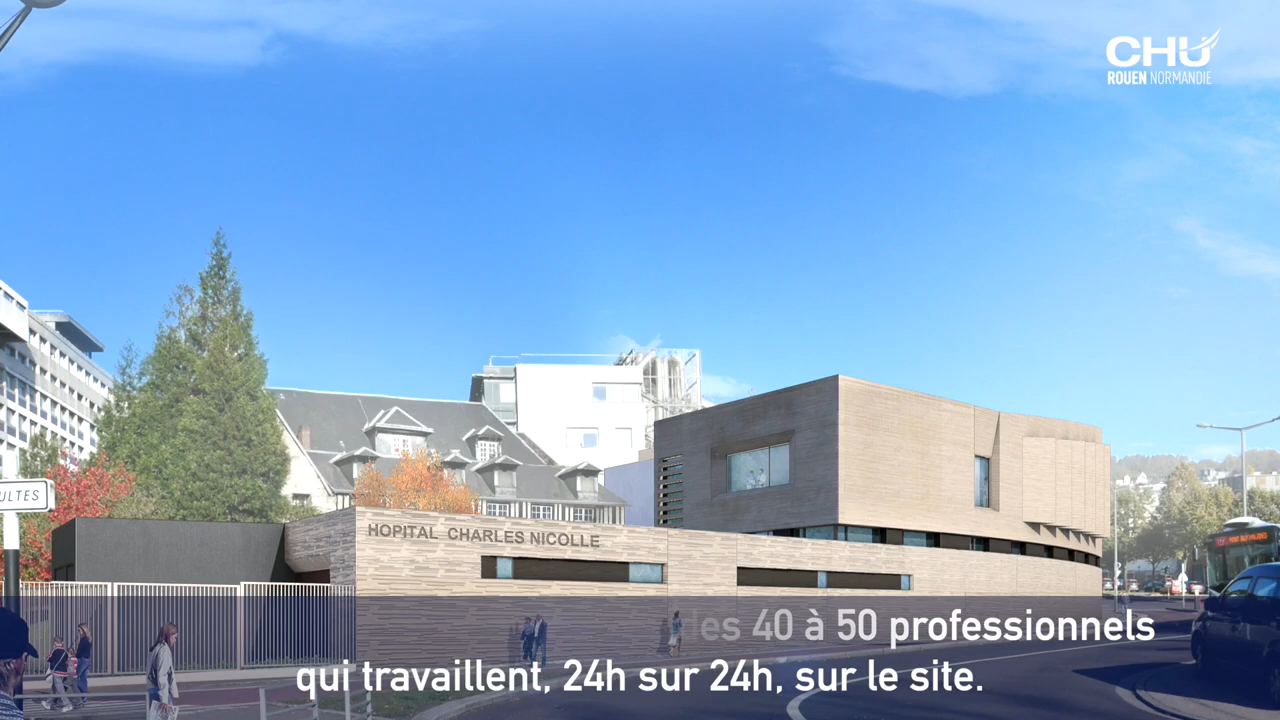 CHU
ROUEN NORMANDIE
ULTES
HOPITAL CHARLES NICOLLE
des 40 à 50 professionnels
qui travaillent, 24h sur 24h, sur le site.